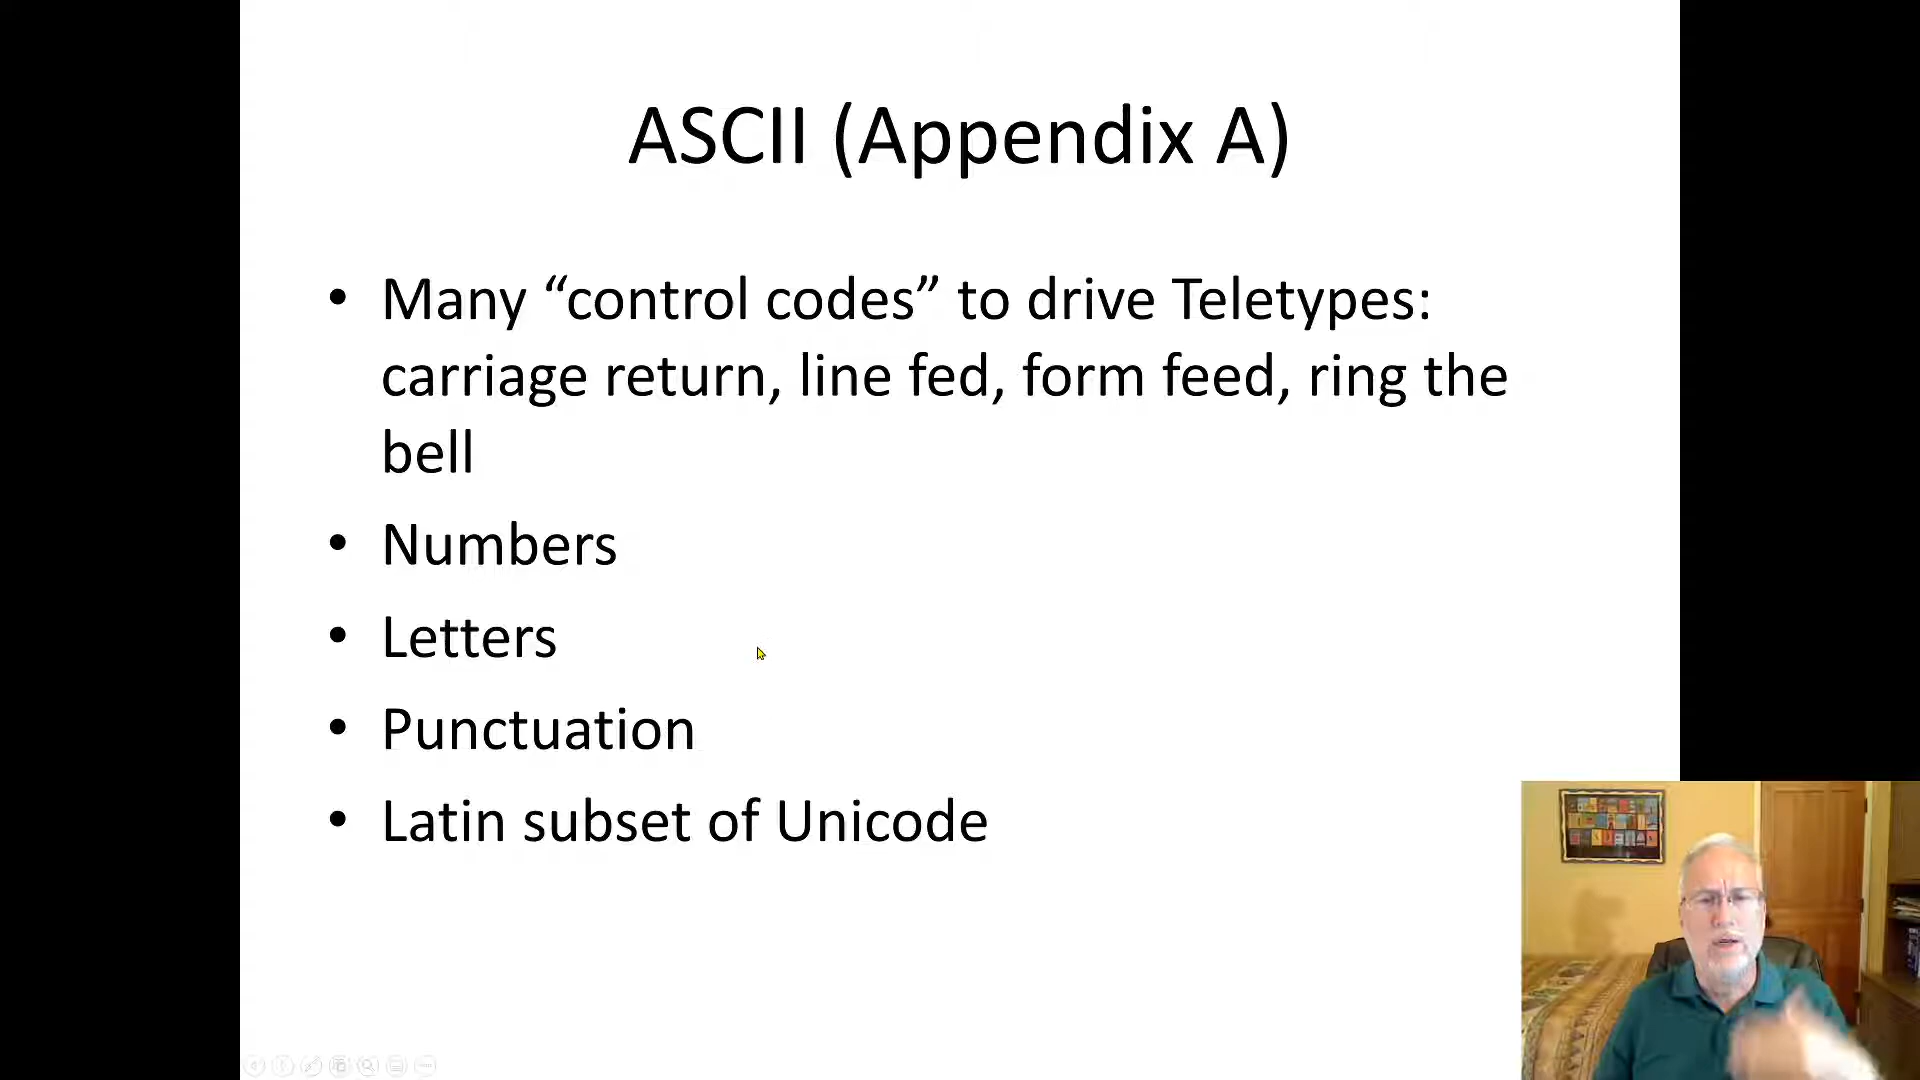 ASCII (Appendix A)
• Many “control codes” to drive Teletypes:
carriage return, line fed, form feed, ring the
bell
• Numbers
• Letters
• Punctuation
• Latin subset of Unicode